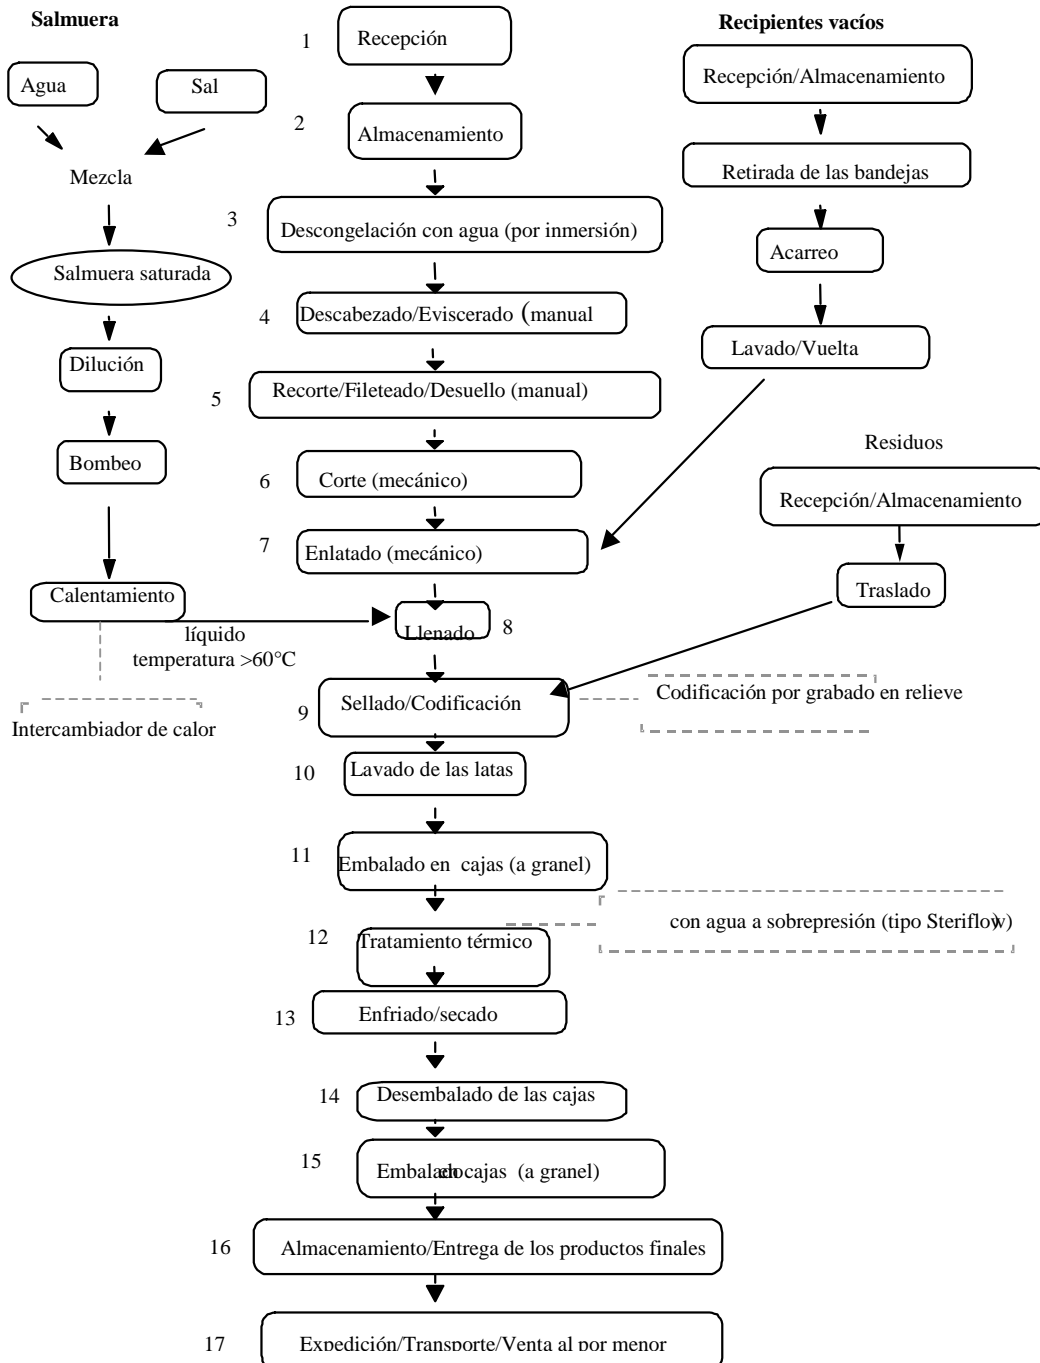 Salmuera
Recipientes vacíos
1 Recepción
Agua
Sal
Recepción/Almacenamiento
2 Almacenamiento
Mezcla
Retirada de las bandejas
3 Descongelación con agua (por inmersión)
Salmuera saturada
Acarreo
4 Descabezado/Eviscerado (manual
Dilución
Lavado/Vuelta
5 Recorte/Fileteado/Desuello (manual)
Bombeo
Residuos
6 Corte (mecánico)
Recepción/Almacenamiento
7 Enlatado (mecánico)
Calentamiento
Traslado
Llenado 8
líquido
temperatura >60°C
9 Sellado/Codificación
Codificación por grabado en relieve
Intercambiador de calor
10 Lavado de las latas
11 Embalado en cajas (a granel)
12 Tratamiento térmico
con agua a sobrepresión (tipo Steriflow)
13 Enfriado/secado
14 Desembalado de las cajas
15 Embalado en cajas (a granel)
16 Almacenamiento/Entrega de los productos finales
17 Expedición/Transporte/Venta al por menor